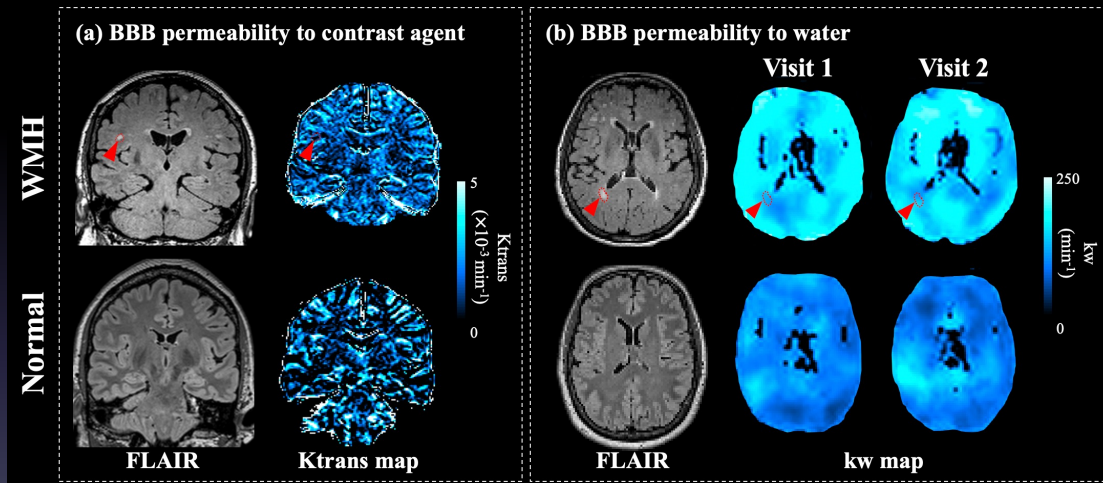 (a) BBB permeability to contrast agent
(b) BBB permeability to water
Visit 1
Visit 2
WMH
Normal
5
Ktrans
(×10-³ min-¹)
0
250
kw
(min-¹)
0
FLAIR
Ktrans map
FLAIR
kw map